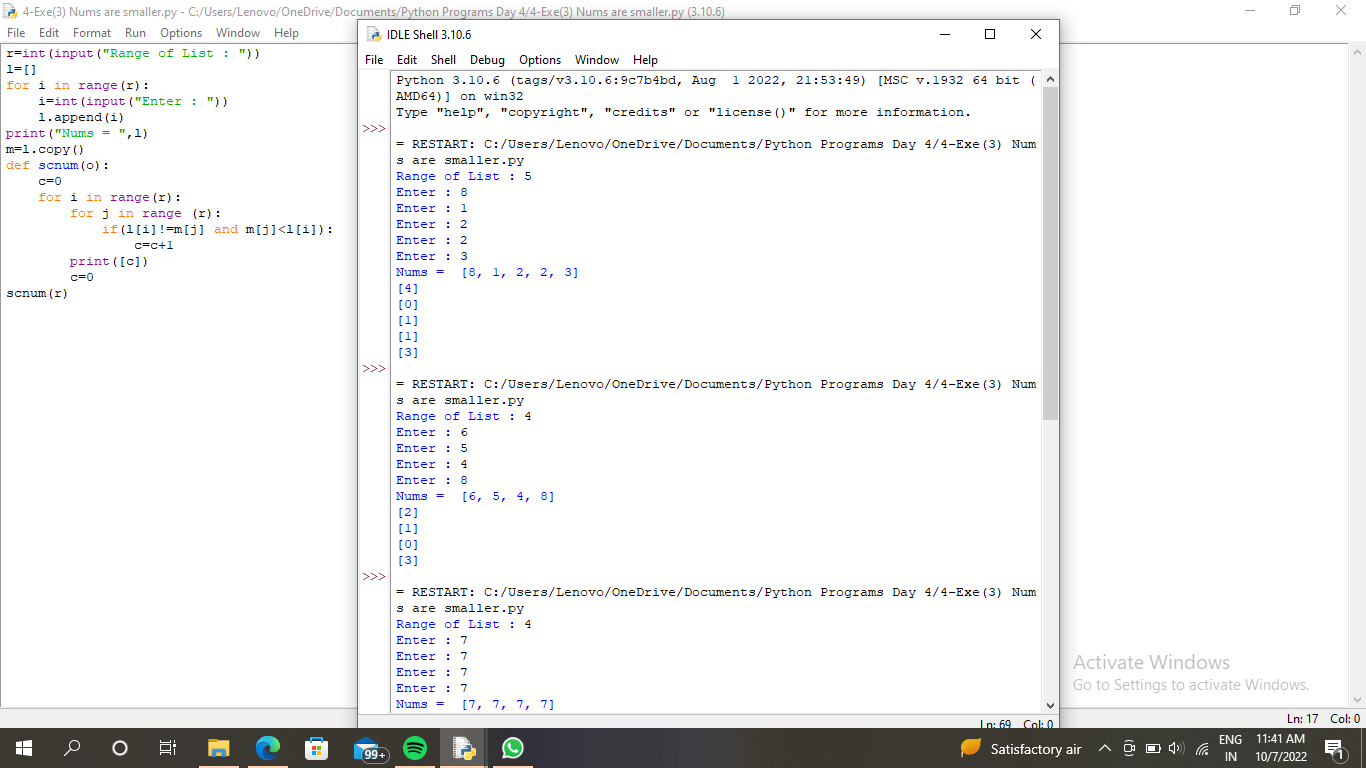 4-Exe(3) Nums are smaller.py - C:/Users/Lenovo/OneDrive/Documents/Python Programs Day 4/4-Exe(3) Nums are smaller.py (3.10.6)
File Edit Format Run Options Window Help
r=int(input("Range of List : "))
l=[]
for i in range(r):
    i=int(input("Enter : "))
    l.append(i)
print("Nums = ",l)
m=l.copy()
def scnum(o):
    c=0
    for i in range(r):
        for j in range (r):
            if(l[i]!=m[j] and m[j]<l[i]):
                c=c+1
        print([c])
        c=0
scnum(r)
IDLE Shell 3.10.6
File Edit Shell Debug Options Window Help
Python 3.10.6 (tags/v3.10.6:9c7b4bd, Aug  1 2022, 21:53:49) [MSC v.1932 64 bit (
AMD64)] on win32
Type "help", "copyright", "credits" or "license()" for more information.
>>>
= RESTART: C:/Users/Lenovo/OneDrive/Documents/Python Programs Day 4/4-Exe(3) Num
s are smaller.py
Range of List : 5
Enter : 8
Enter : 1
Enter : 2
Enter : 2
Enter : 3
Nums =  [8, 1, 2, 2, 3]
[4]
[0]
[1]
[1]
[3]
>>>
= RESTART: C:/Users/Lenovo/OneDrive/Documents/Python Programs Day 4/4-Exe(3) Num
s are smaller.py
Range of List : 4
Enter : 6
Enter : 5
Enter : 4
Enter : 8
Nums =  [6, 5, 4, 8]
[2]
[1]
[0]
[3]
>>>
= RESTART: C:/Users/Lenovo/OneDrive/Documents/Python Programs Day 4/4-Exe(3) Num
s are smaller.py
Range of List : 4
Enter : 7
Enter : 7
Enter : 7
Enter : 7
Nums =  [7, 7, 7, 7]
Ln: 69 Col: 0
Activate Windows
Go to Settings to activate Windows.
Ln: 17 Col: 0
99+
Satisfactory air
ENG
IN
11:41 AM
10/7/2022
1